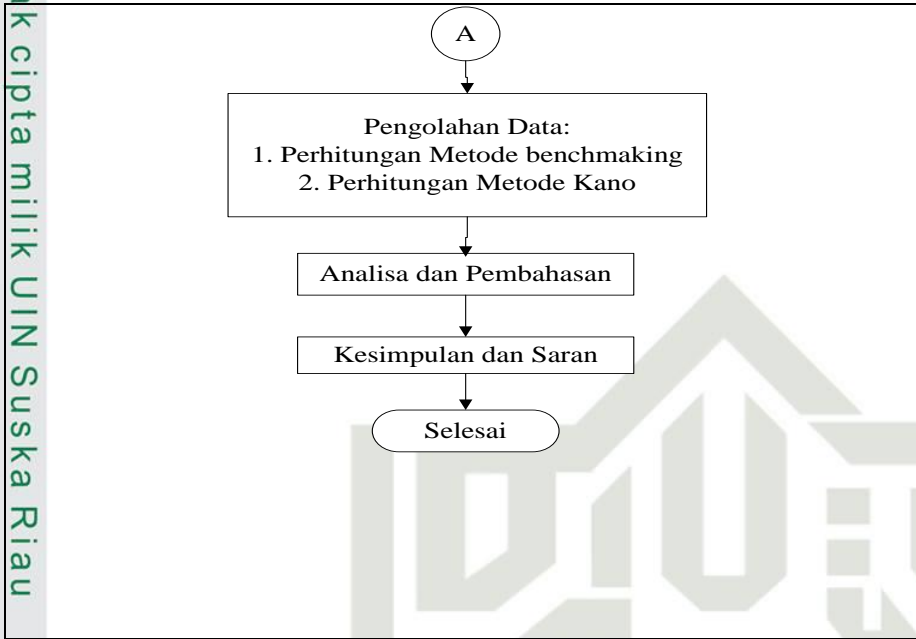 A
Pengolahan Data:
1. Perhitungan Metode benchmaking
2. Perhitungan Metode Kano
Analisa dan Pembahasan
Kesimpulan dan Saran
Selesai
cipta milik UIN Suska Riau